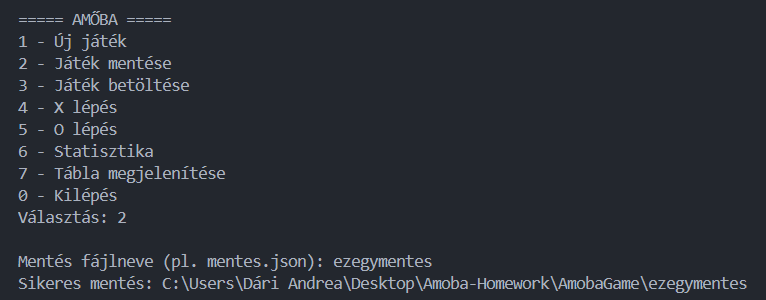 ===== AMŐBA =====
1 - Új játék
2 - Játék mentése
3 - Játék betöltése
4 - X lépés
5 - O lépés
6 - Statisztika
7 - Tábla megjelenítése
0 - Kilépés
Választás: 2
Mentés fájlneve (pl. mentes.json): ezegymentes
Sikeres mentés: C:\Users\Dári Andrea\Desktop\Amoba-Homework\AmobaGame\ezegymentes